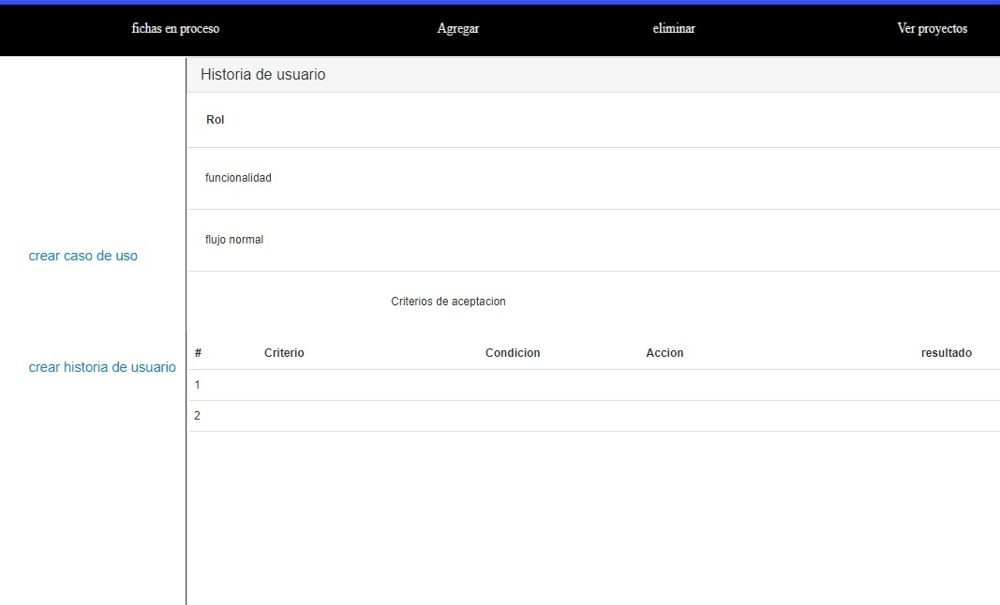 fichas en proceso Agregar eliminar Ver proyectos
Historia de usuario
Rol
funcionalidad
flujo normal
crear caso de uso
Criterios de aceptacion
# Criterio Condicion Accion resultado
crear historia de usuario
1
2